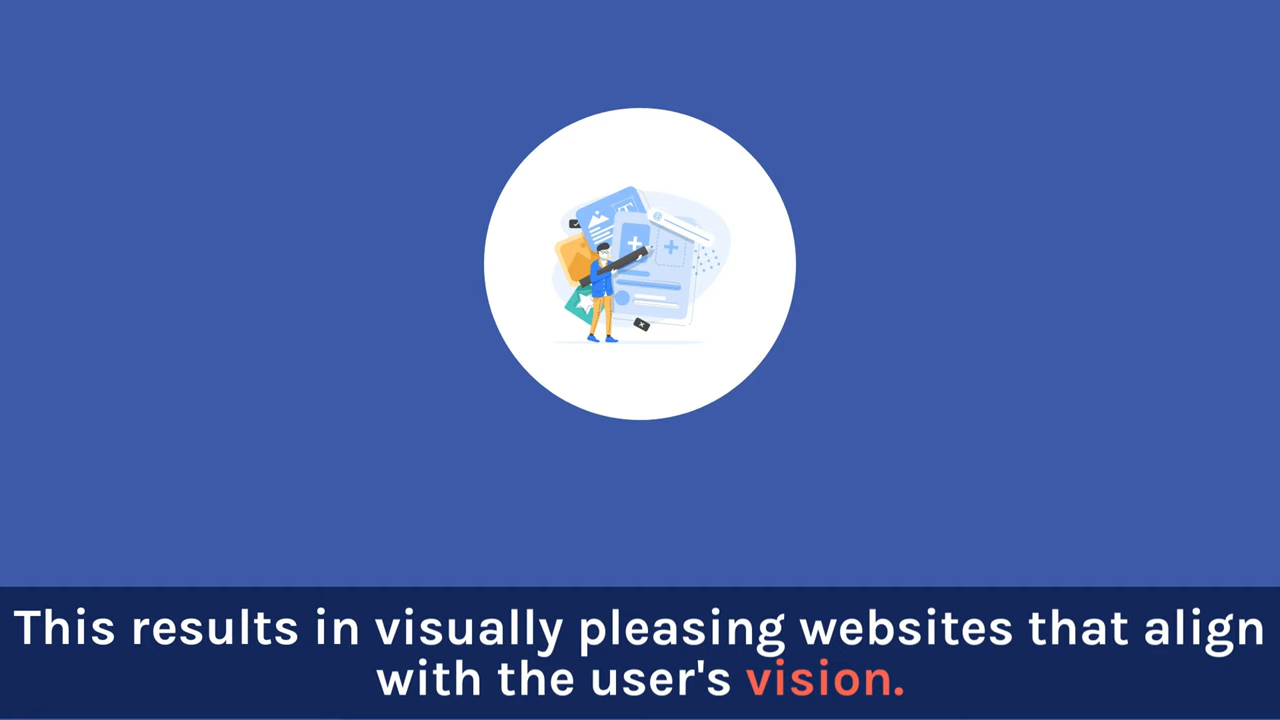 This results in visually pleasing websites that align
with the user's vision.